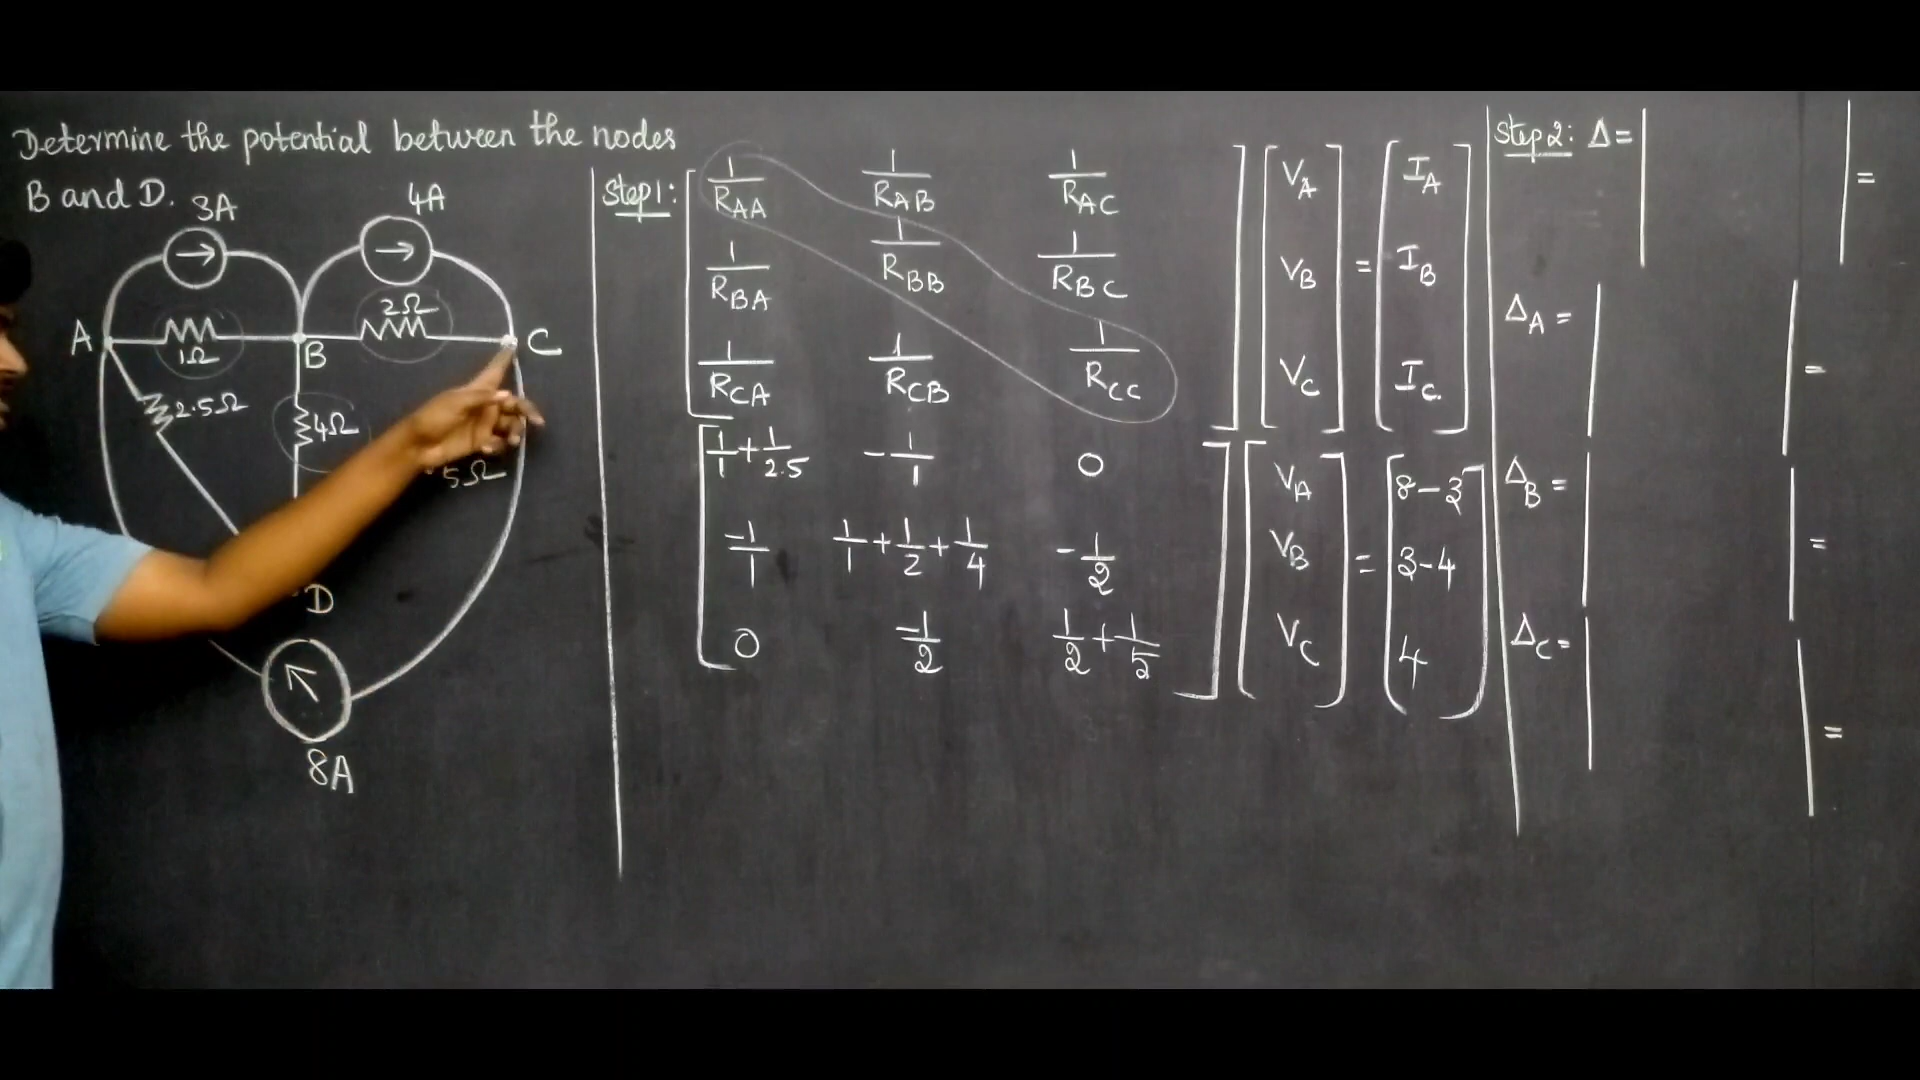 Determine the potential between the nodes
B and D.
3A
4A
A
1Ω
B
2Ω
C
2.5Ω
4Ω
5Ω
D
8A
Step1:
[ 1/RAA 1/RAB 1/RAC ] [ VA ] = [ IA ]
[ 1/RBA 1/RBB 1/RBC ] [ VB ] = [ IB ]
[ 1/RCA 1/RCB 1/RCC ] [ VC ] = [ IC ]
[ 1/1+1/2.5 -1/1 0 ] [ VA ] = [ 8-3 ]
[ -1/1 1/1+1/2+1/4 -1/2 ] [ VB ] = [ 3-4 ]
[ 0 -1/2 1/2+1/5 ] [ VC ] = [ 4 ]
Step2: Δ= | | =
ΔA = | | =
ΔB = | | =
ΔC = | | =